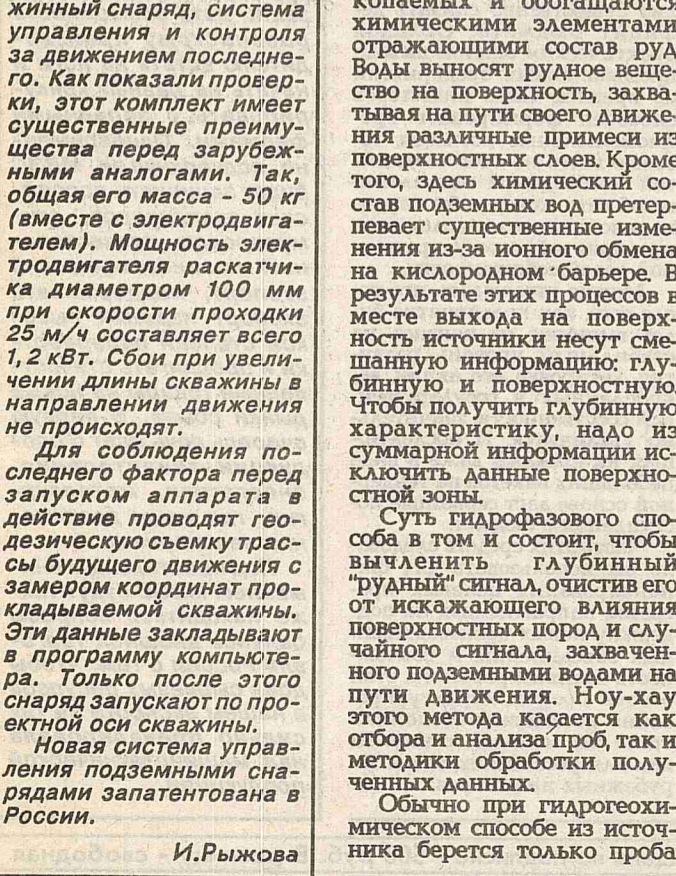 жинный снаряд, система
управления и контроля
за движением последне-
го. Как показали провер-
ки, этот комплект имеет
существенные преиму-
щества перед зарубеж-
ными аналогами. Так,
общая его масса - 50 кг
(вместе с электродвига-
телем). Мощность элек-
тродвигателя раскатчи-
ка диаметром 100 мм
при скорости проходки
25 м/ч составляет всего
1,2 кВт. Сбои при увели-
чении длины скважины в
направлении движения
не происходят.
Для соблюдения по-
следнего фактора перед
запуском аппарата в
действие проводят гео-
дезическую съемку трас-
сы будущего движения с
замером координат про-
кладываемой скважины.
Эти данные закладывают
в программу компьюте-
ра. Только после этого
снаряд запускают по про-
ектной оси скважины.
Новая система управ-
ления подземными сна-
рядами запатентована в
России.
И.Рыжова
копаемых и обогащаются
химическими элементами
отражающими состав руд
Воды выносят рудное веще-
ство на поверхность, захва-
тывая на пути своего движе-
ния различные примеси из
поверхностных слоев. Кроме
того, здесь химический со-
став подземных вод претер-
певает существенные изме-
нения из-за ионного обмена
на кислородном барьере. В
результате этих процессов в
месте выхода на поверх-
ность источники несут сме-
шанную информацию: глу-
бинную и поверхностную.
Чтобы получить глубинную
характеристику, надо из
суммарной информации ис-
ключить данные поверхно-
стной зоны.
Суть гидрофазового спо-
соба в том и состоит, чтобы
вычленить глубинный
"рудный" сигнал, очистив его
от искажающего влияния
поверхностных пород и слу-
чайного сигнала, захвачен-
ного подземными водами на
пути движения. Ноу-хау
этого метода касается как
отбора и анализа проб, так и
методики обработки полу-
ченных данных.
Обычно при гидрогеохи-
мическом способе из источ-
ника берется только проба